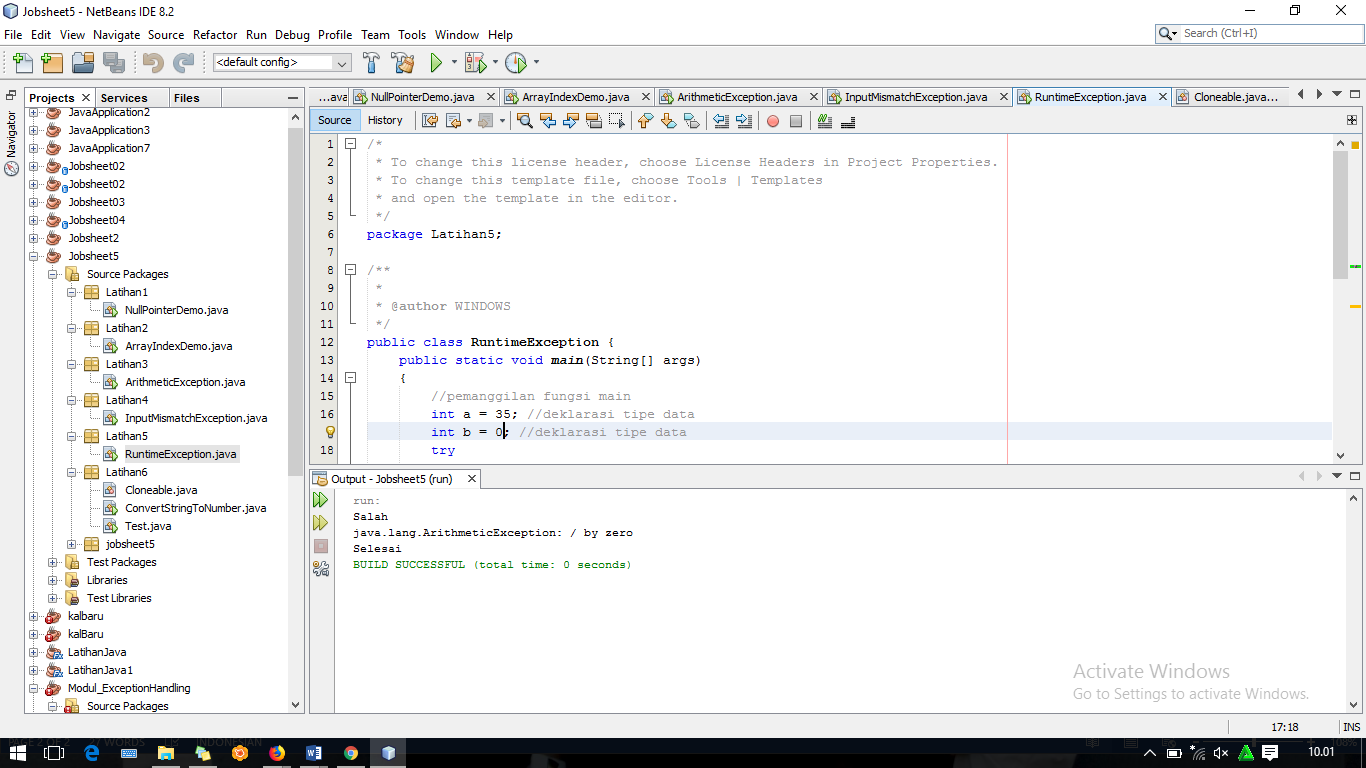 Jobsheet5 - NetBeans IDE 8.2
File Edit View Navigate Source Refactor Run Debug Profile Team Tools Window Help
Search (Ctrl+I)
<default config>
Projects Services Files
Navigator
JavaApplication2
JavaApplication3
JavaApplication7
Jobsheet02
Jobsheet02
Jobsheet03
Jobsheet04
Jobsheet2
Jobsheet5
Source Packages
Latihan1
NullPointerDemo.java
Latihan2
ArrayIndexDemo.java
Latihan3
ArithmeticException.java
Latihan4
InputMismatchException.java
Latihan5
RuntimeException.java
Latihan6
Cloneable.java
ConvertStringToNumber.java
Test.java
jobsheet5
Test Packages
Libraries
Test Libraries
kalbaru
kalBaru
LatihanJava
LatihanJava1
Modul_ExceptionHandling
Source Packages
...ava NullPointerDemo.java ArrayIndexDemo.java ArithmeticException.java InputMismatchException.java RuntimeException.java Cloneable.java...
Source History
1 /*
2 * To change this license header, choose License Headers in Project Properties.
3 * To change this template file, choose Tools | Templates
4 * and open the template in the editor.
5 */
6 package Latihan5;
7
8 /**
9 *
10 * @author WINDOWS
11 */
12 public class RuntimeException {
13 public static void main(String[] args)
14 {
15 //pemanggilan fungsi main
16 int a = 35; //deklarasi tipe data
int b = 0; //deklarasi tipe data
18 try
Output - Jobsheet5 (run)
run:
Salah
java.lang.ArithmeticException: / by zero
Selesai
BUILD SUCCESSFUL (total time: 0 seconds)
Activate Windows
Go to Settings to activate Windows.
17:18 INS
10.01